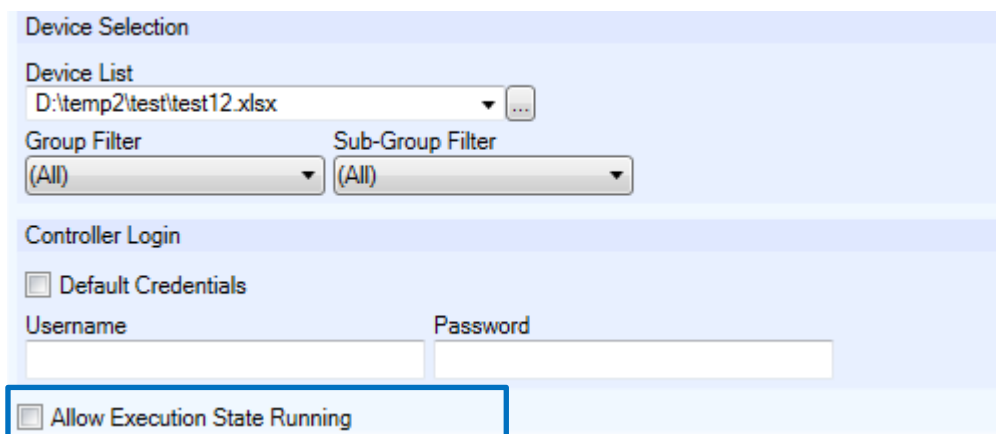 Device Selection
Device List
D:\temp2\test\test12.xlsx ...
Group Filter Sub-Group Filter
(All) (All)
Controller Login
Default Credentials
Username Password
Allow Execution State Running